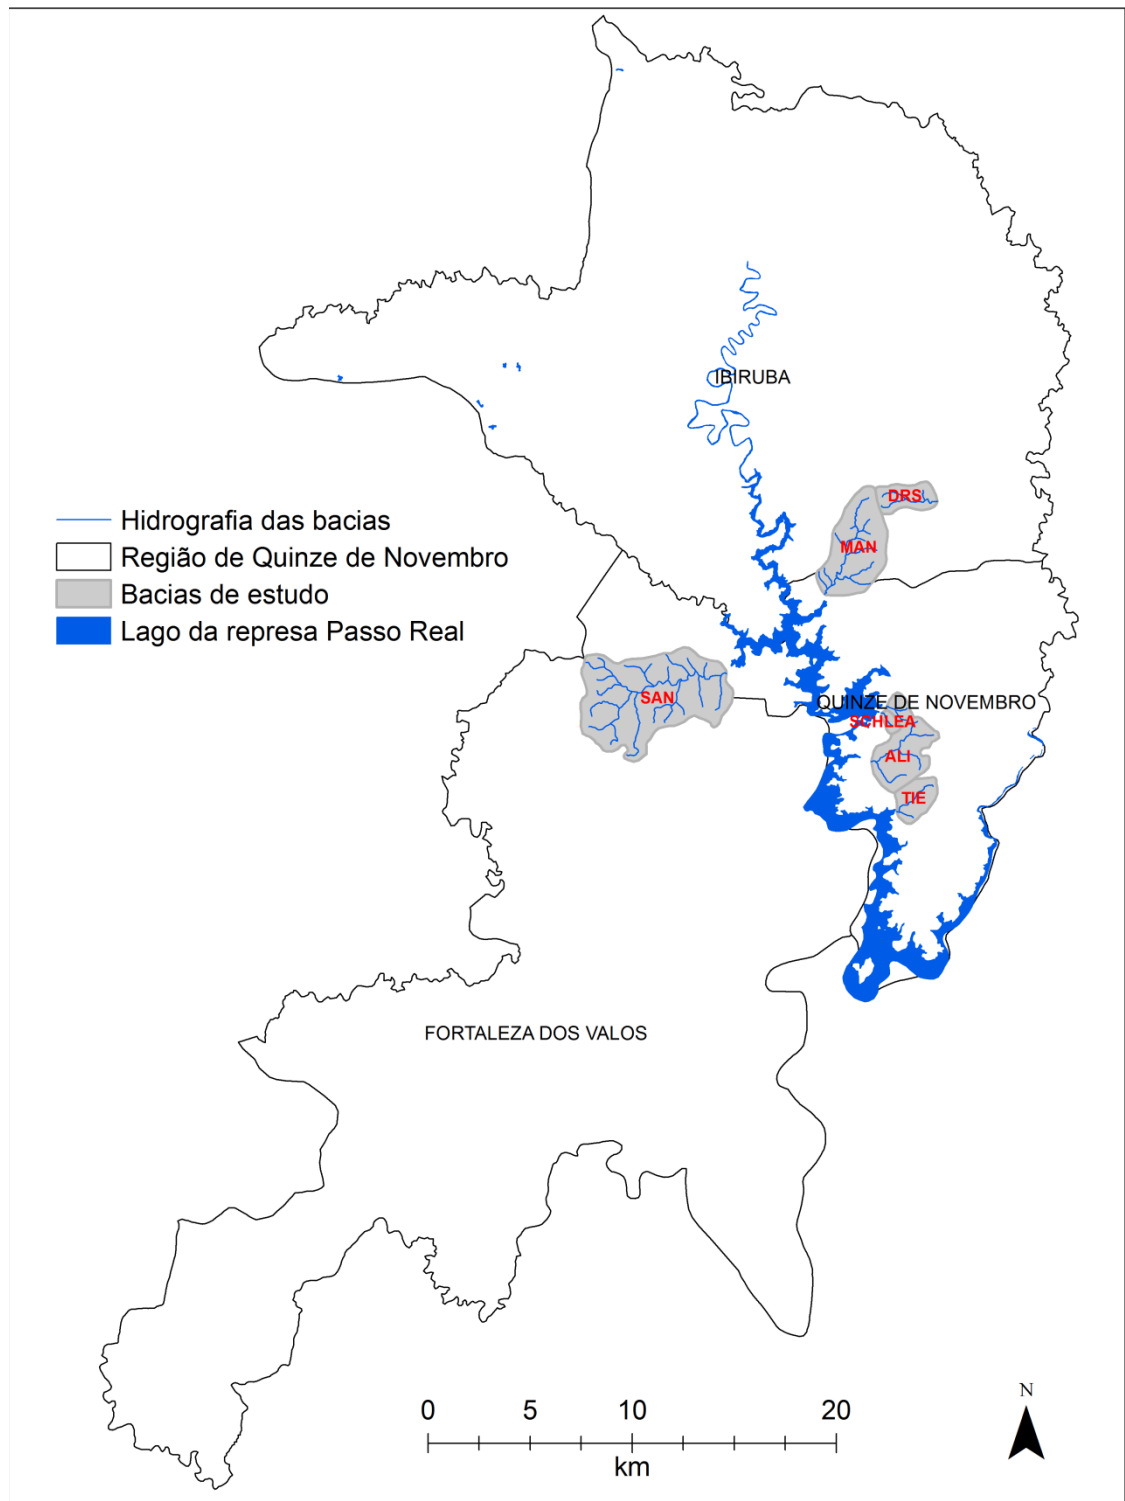 IBIRUBA
DRS
Hidrografia das bacias
Região de Quinze de Novembro
MAN
Bacias de estudo
Lago da represa Passo Real
SAN
QUINZE DE NOVEMBRO
SCHLEA
ALI
TIE
FORTALEZA DOS VALOS
0 5 10 20
km
N